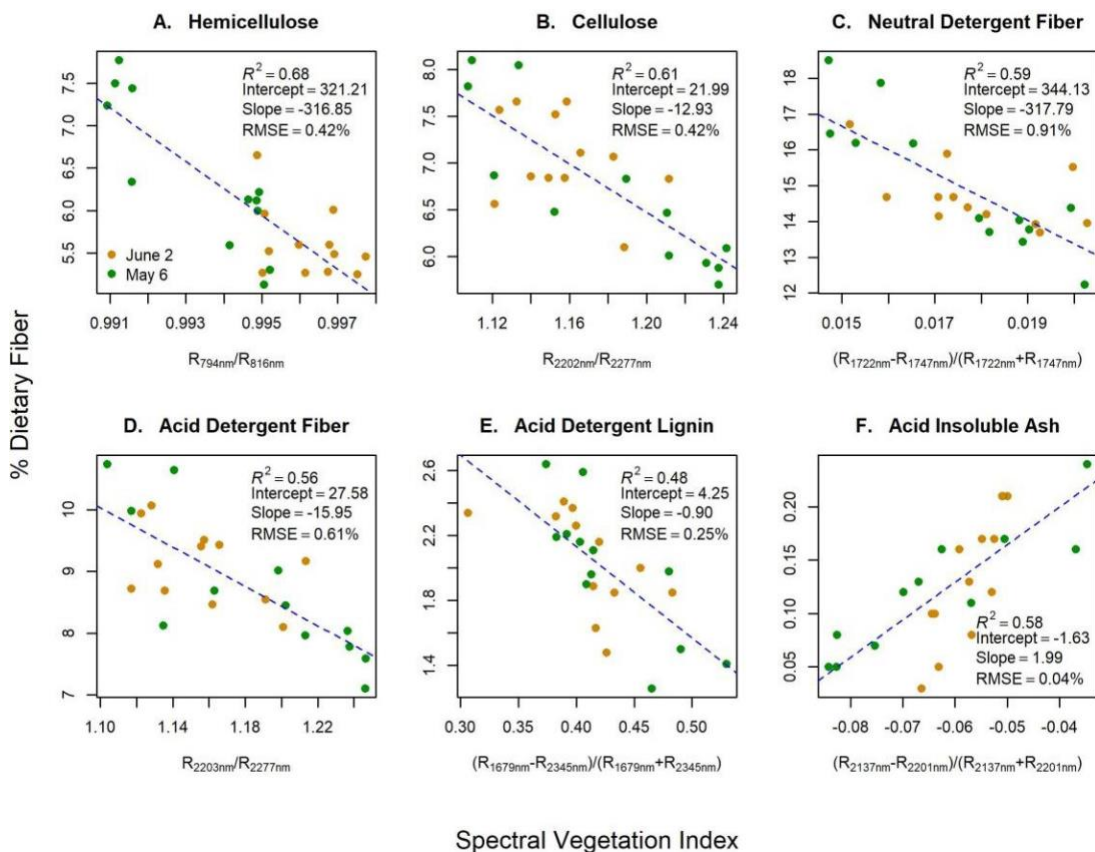 A. Hemicellulose
R² = 0.68
Intercept = 321.21
Slope = -316.85
RMSE = 0.42%
June 2
May 6
7.5
7.0
6.5
6.0
5.5
0.991
0.993
0.995
0.997
R794nm/R816nm
B. Cellulose
R² = 0.61
Intercept = 21.99
Slope = -12.93
RMSE = 0.42%
8.0
7.5
7.0
6.5
6.0
1.12
1.16
1.20
1.24
R2202nm/R2277nm
C. Neutral Detergent Fiber
R² = 0.59
Intercept = 344.13
Slope = -317.79
RMSE = 0.91%
18
17
16
15
14
13
12
0.015
0.017
0.019
(R1722nm-R1747nm)/(R1722nm+R1747nm)
% Dietary Fiber
D. Acid Detergent Fiber
R² = 0.56
Intercept = 27.58
Slope = -15.95
RMSE = 0.61%
10
9
8
7
1.10
1.14
1.18
1.22
R2203nm/R2277nm
E. Acid Detergent Lignin
R² = 0.48
Intercept = 4.25
Slope = -0.90
RMSE = 0.25%
2.6
2.2
1.8
1.4
0.30
0.40
0.50
(R1679nm-R2345nm)/(R1679nm+R2345nm)
F. Acid Insoluble Ash
R² = 0.58
Intercept = -1.63
Slope = 1.99
RMSE = 0.04%
0.20
0.15
0.10
0.05
-0.08
-0.07
-0.06
-0.05
-0.04
(R2137nm-R2201nm)/(R2137nm+R2201nm)
Spectral Vegetation Index